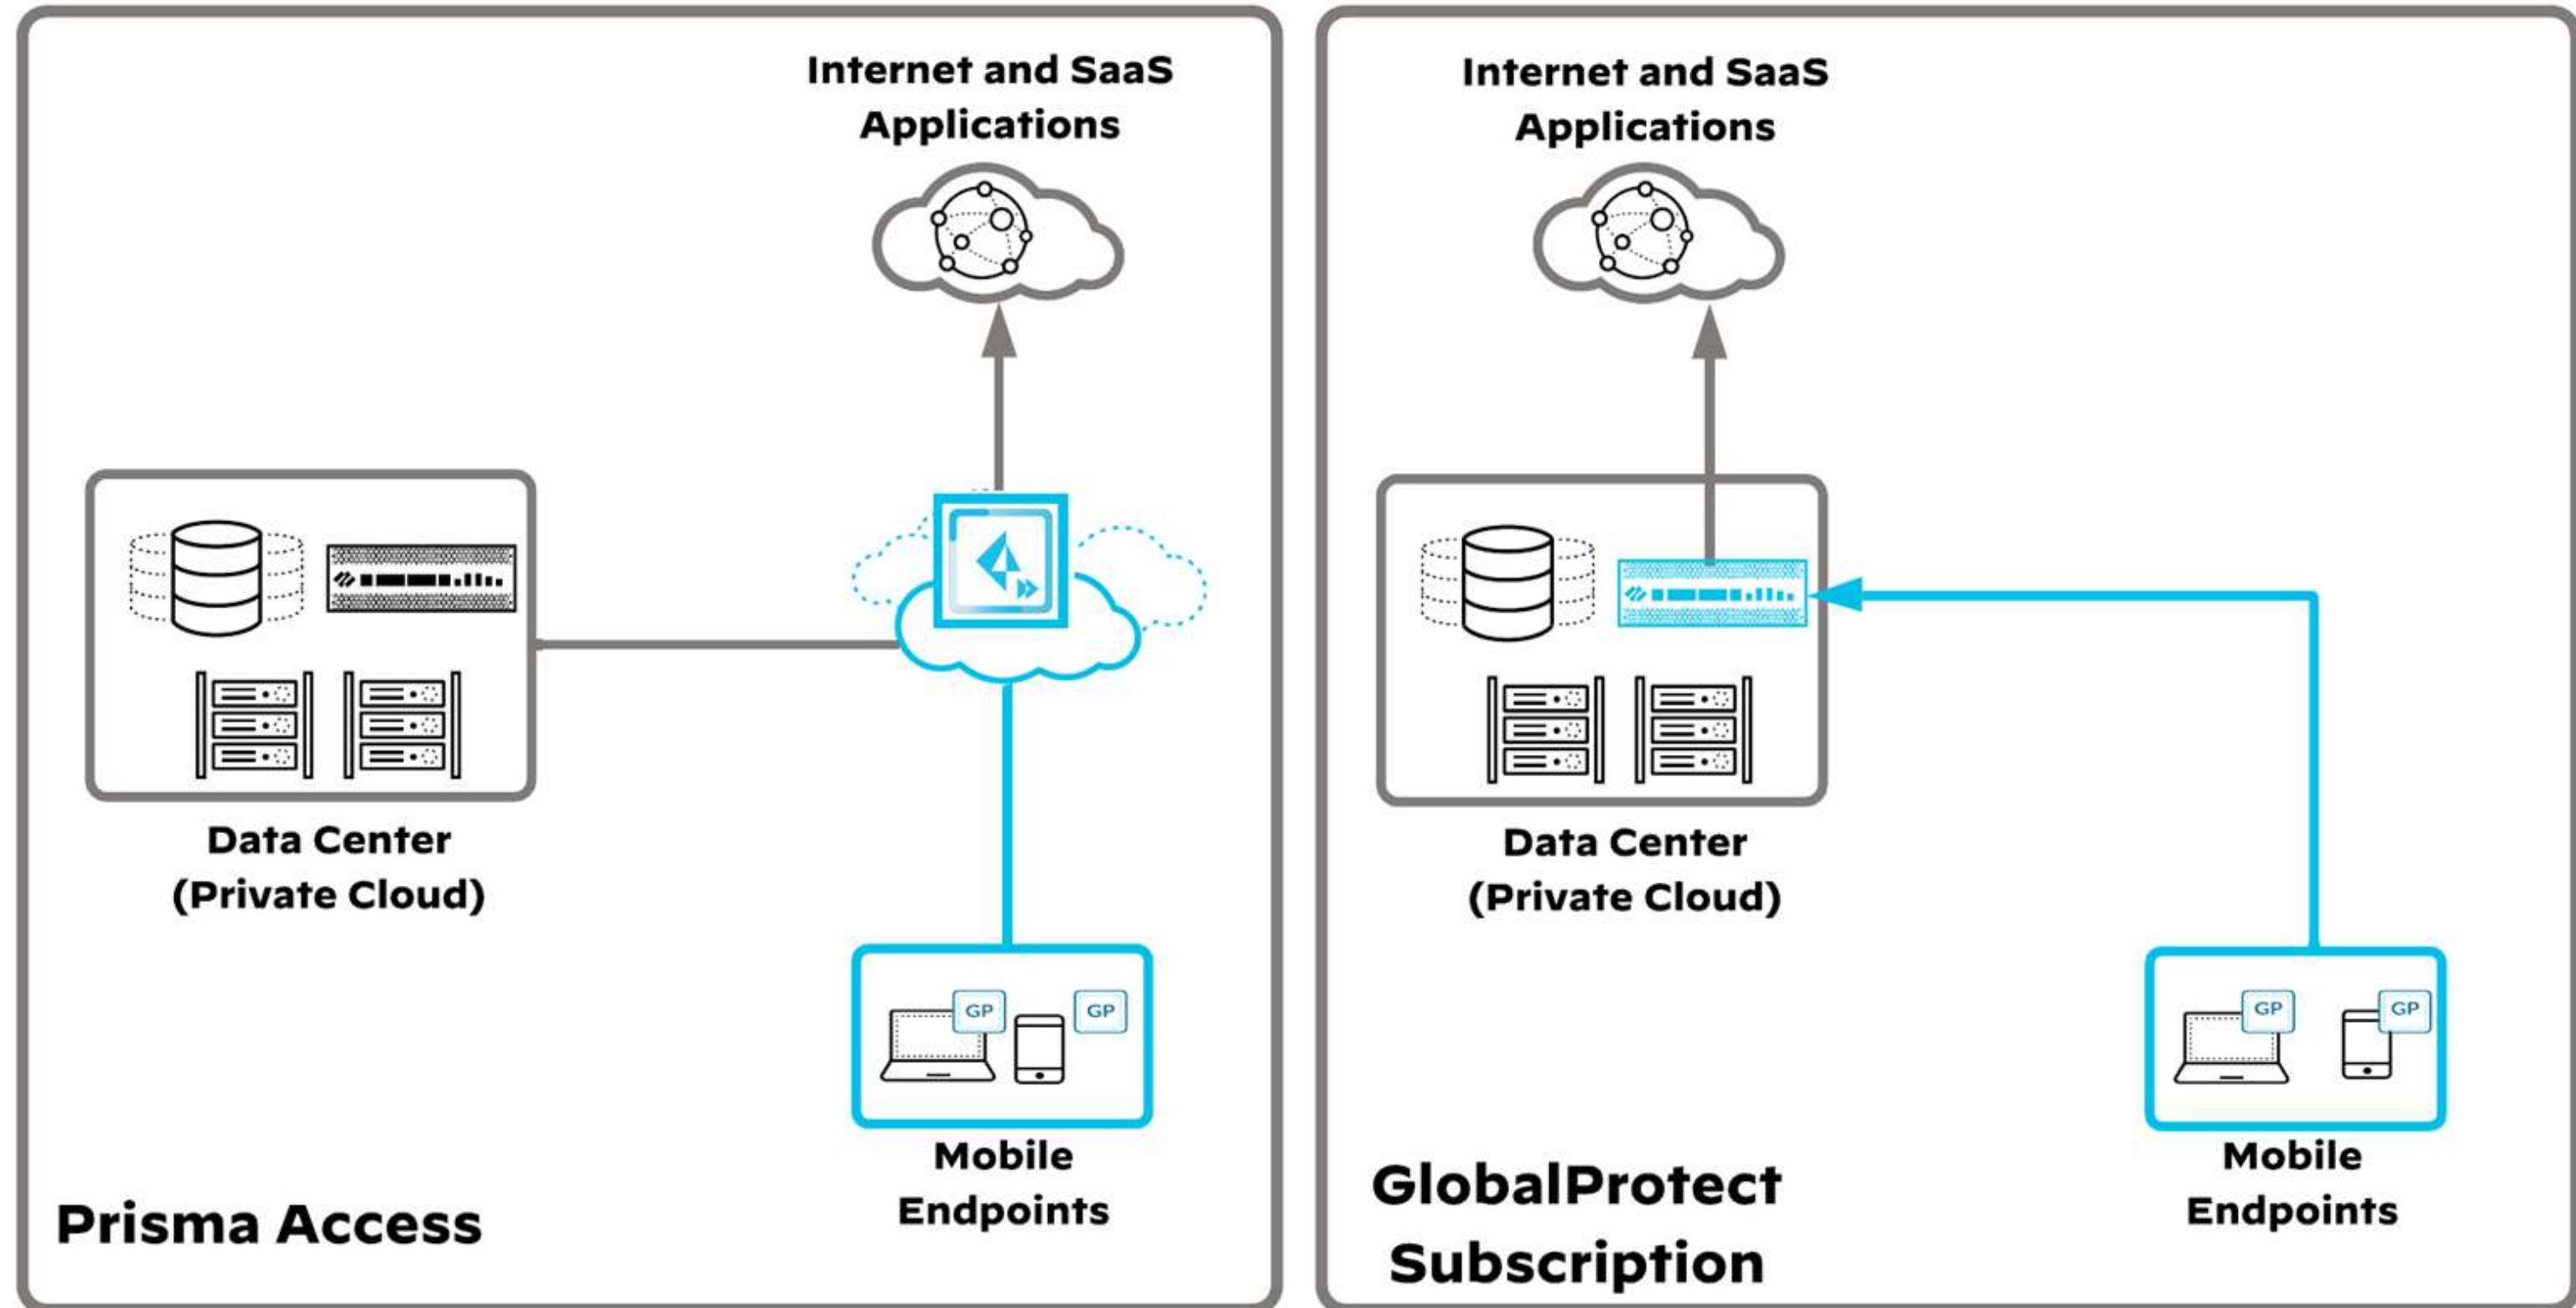 Internet and SaaS
Applications
Data Center
(Private Cloud)
GP
GP
Mobile
Endpoints
Prisma Access
Internet and SaaS
Applications
Data Center
(Private Cloud)
GP
GP
Mobile
Endpoints
GlobalProtect
Subscription